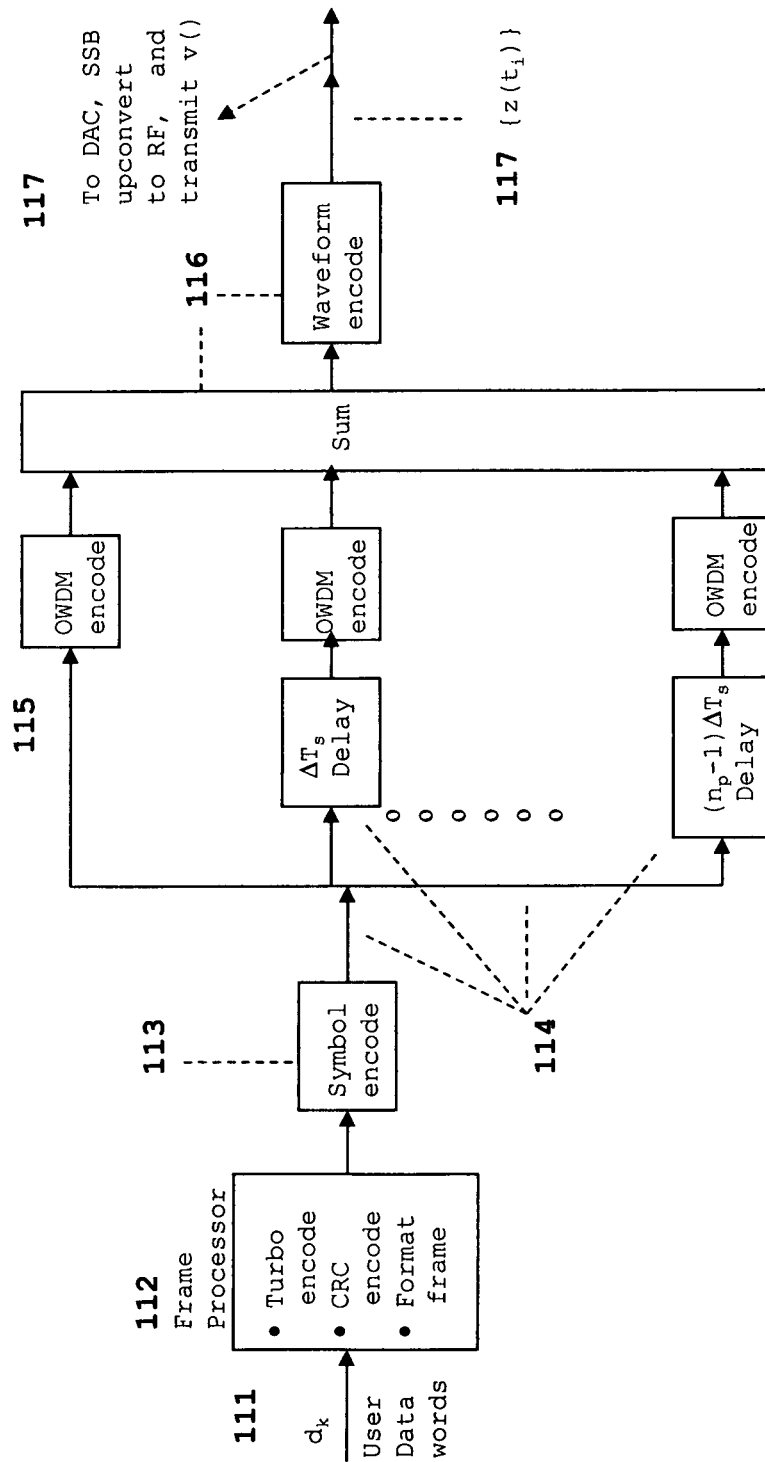 111
d_k
User
Data
words
112
Frame
Processor
• Turbo
encode
• CRC
encode
• Format
frame
113
Symbol
encode
114
115
OWDM
encode
ΔT_s
Delay
OWDM
encode
o o o o o o
(n_p-1)ΔT_s
Delay
OWDM
encode
Sum
116
Waveform
encode
117
To DAC, SSB
upconvert
to RF, and
transmit v()
117 {z(t_i)}